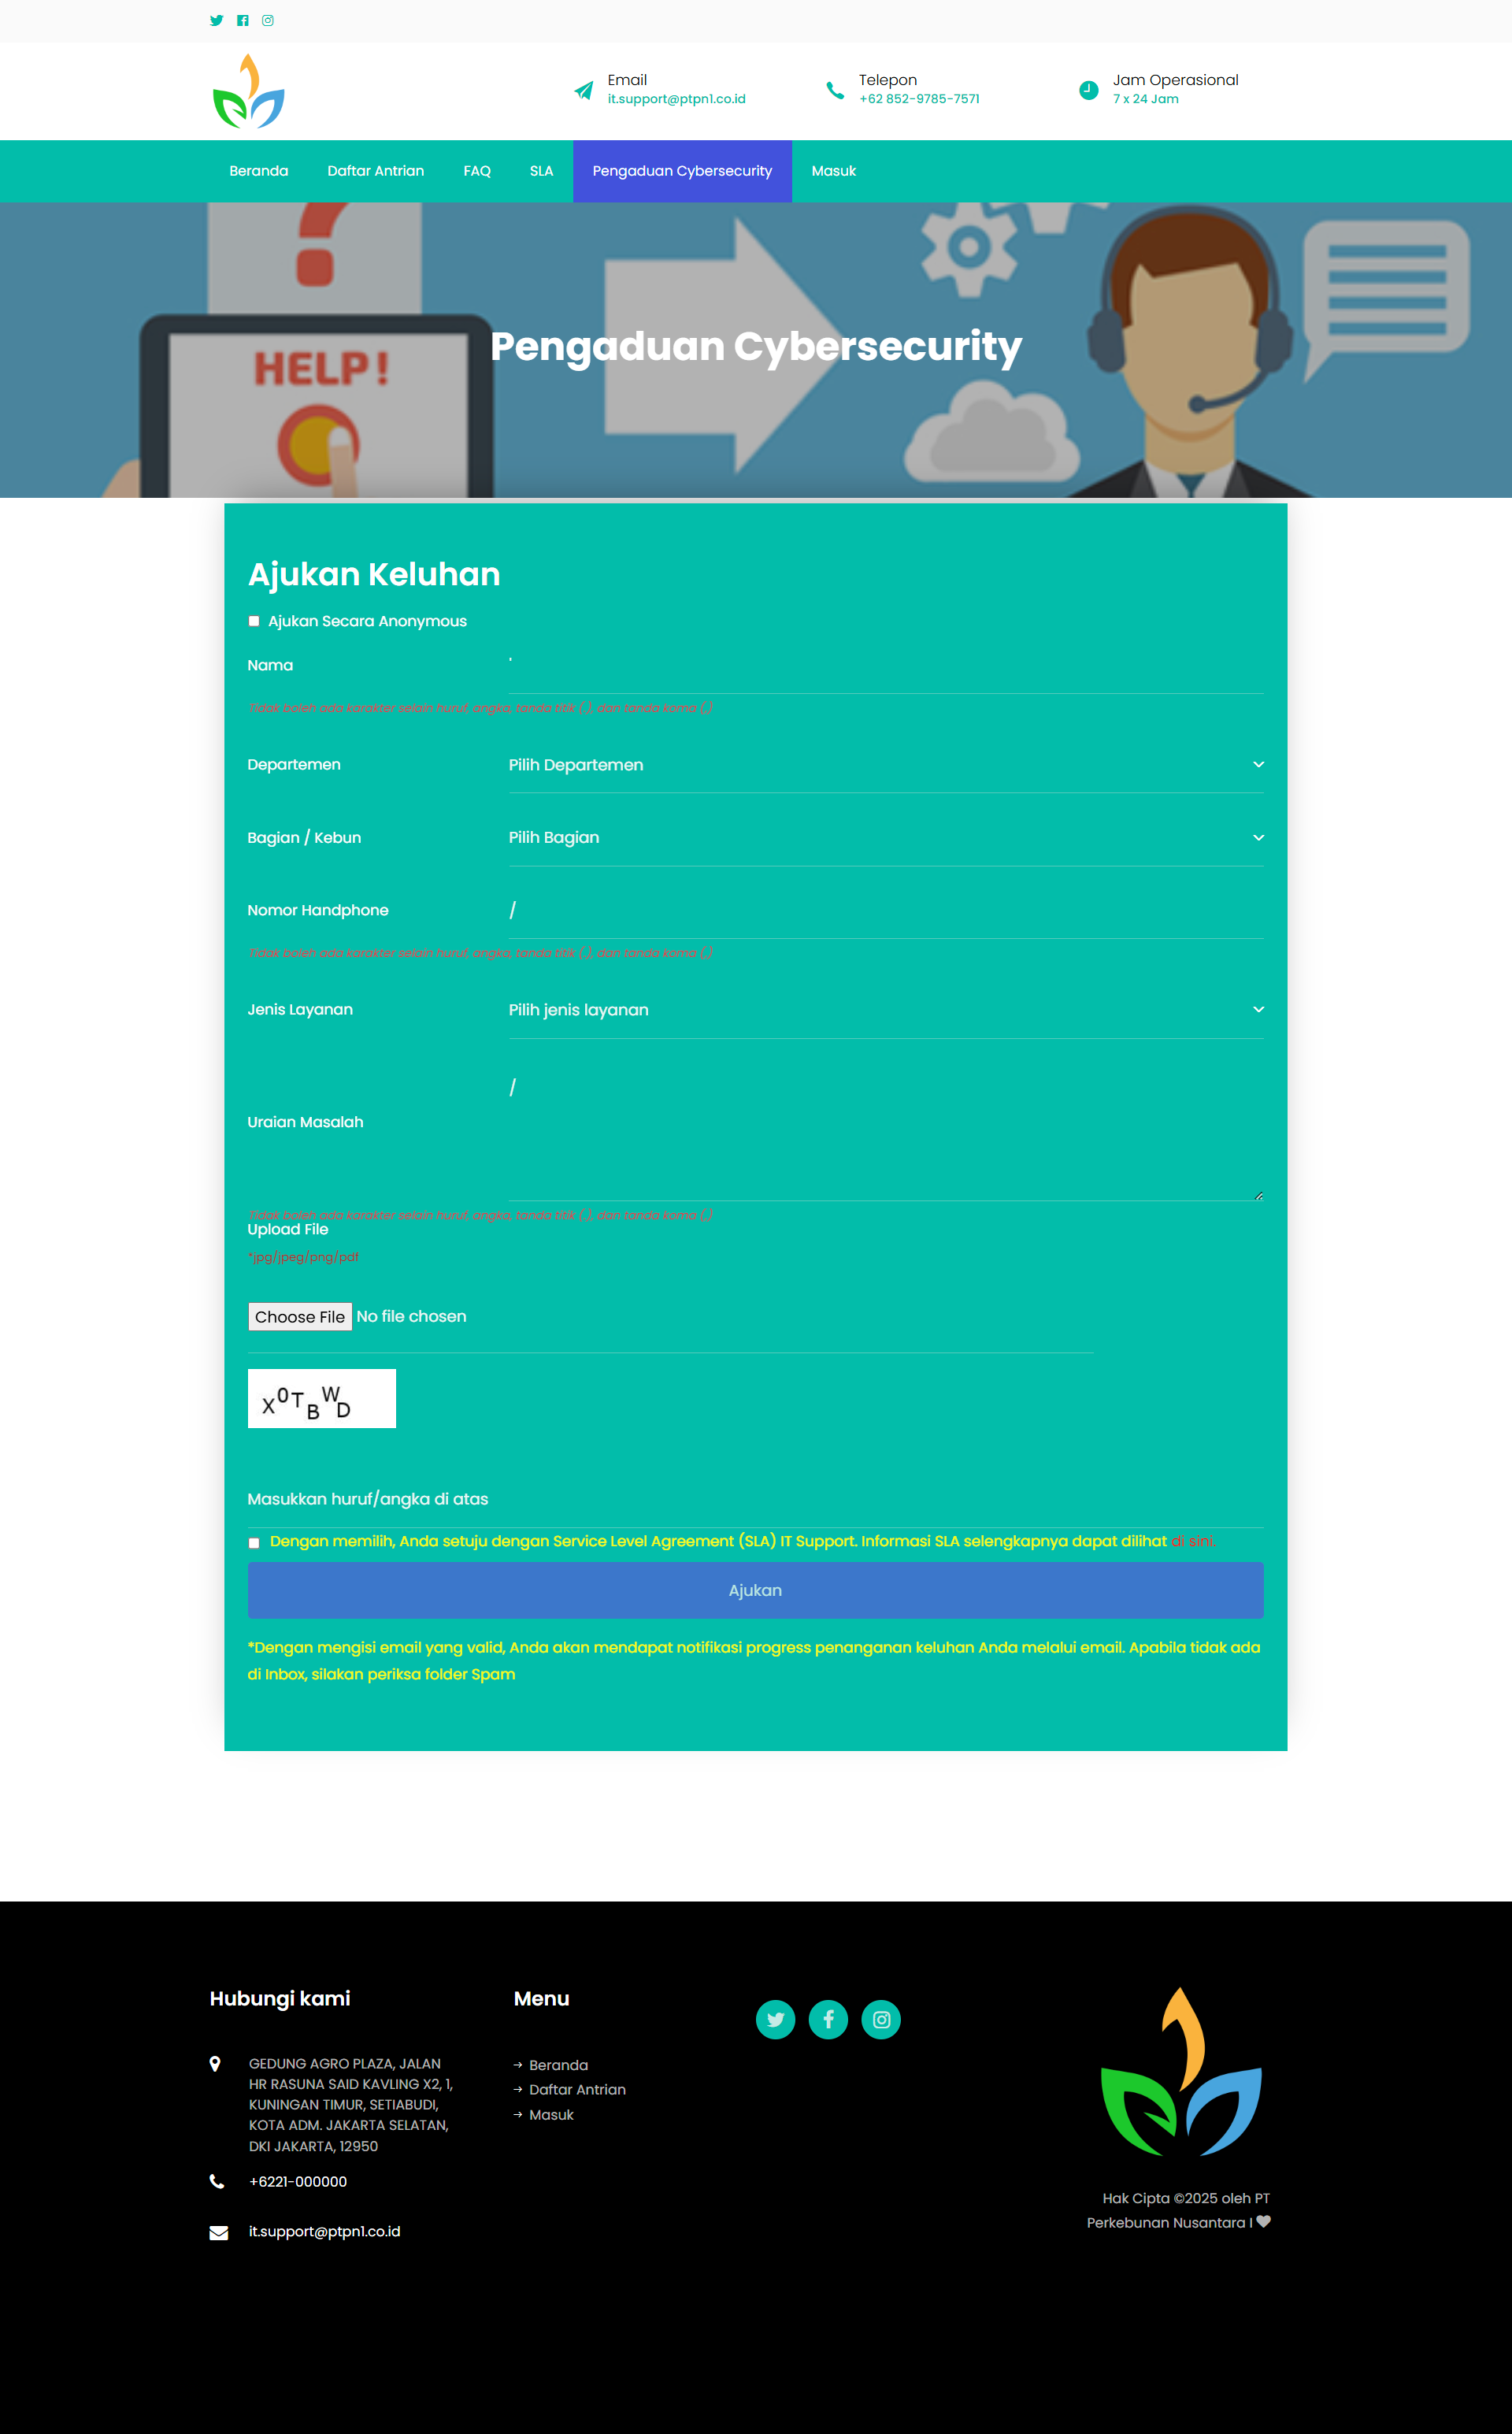 Email
it.support@ptpn1.co.id
Telepon
+62 852-9785-7571
Jam Operasional
7 x 24 Jam
Beranda
Daftar Antrian
FAQ
SLA
Pengaduan Cybersecurity
Masuk
HELP!
Pengaduan Cybersecurity
Ajukan Keluhan
Ajukan Secara Anonymous
Nama
'
Tidak boleh ada karakter selain huruf, angka, tanda titik (.), dan tanda koma (,)
Departemen
Pilih Departemen
Bagian / Kebun
Pilih Bagian
Nomor Handphone
/
Tidak boleh ada karakter selain huruf, angka, tanda titik (.), dan tanda koma (,)
Jenis Layanan
Pilih jenis layanan
/
Uraian Masalah
Tidak boleh ada karakter selain huruf, angka, tanda titik (.), dan tanda koma (,)
Upload File
*jpg/jpeg/png/pdf
Choose File No file chosen
X0TBWD
Masukkan huruf/angka di atas
Dengan memilih, Anda setuju dengan Service Level Agreement (SLA) IT Support. Informasi SLA selengkapnya dapat dilihat di sini.
Ajukan
*Dengan mengisi email yang valid, Anda akan mendapat notifikasi progress penanganan keluhan Anda melalui email. Apabila tidak ada
di Inbox, silakan periksa folder Spam
Hubungi kami
GEDUNG AGRO PLAZA, JALAN
HR RASUNA SAID KAVLING X2, 1,
KUNINGAN TIMUR, SETIABUDI,
KOTA ADM. JAKARTA SELATAN,
DKI JAKARTA, 12950
+6221-000000
it.support@ptpn1.co.id
Menu
Beranda
Daftar Antrian
Masuk
Hak Cipta ©2025 oleh PT
Perkebunan Nusantara I